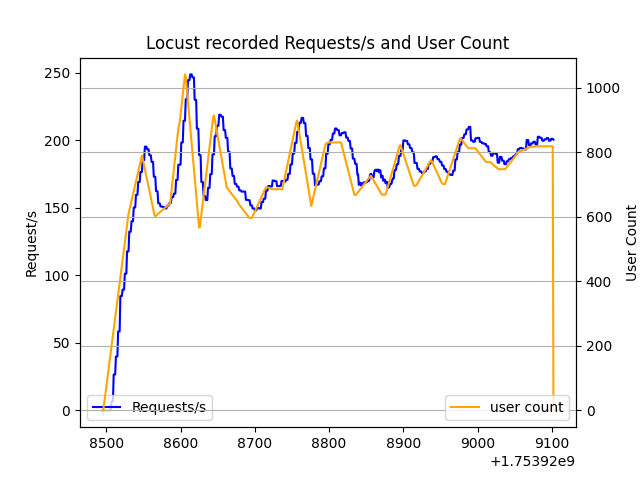 Locust recorded Requests/s and User Count
250
200
150
100
50
0
Request/s
1000
800
600
400
200
0
User Count
Requests/s
user count
8500 8600 8700 8800 8900 9000 9100
+1.75392e9